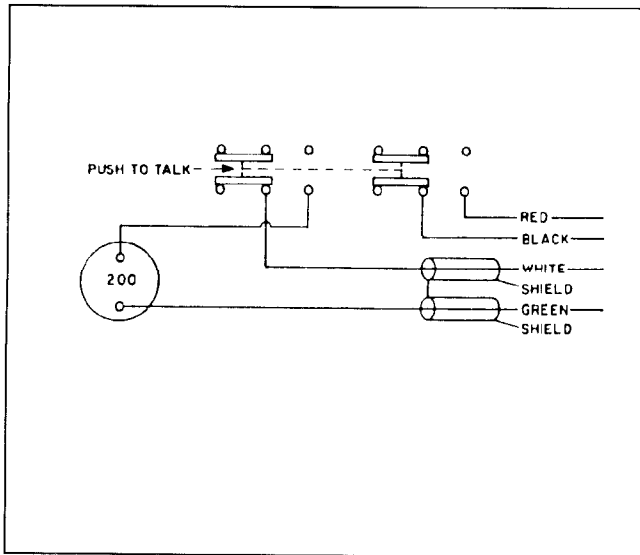 PUSH TO TALK
RED
BLACK
200
WHITE
SHIELD
GREEN
SHIELD